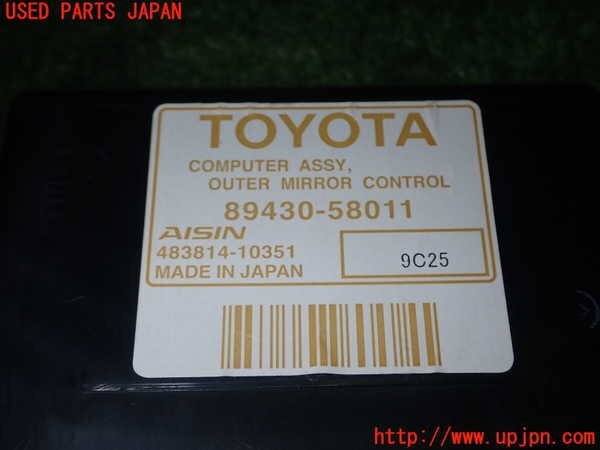 USED PARTS JAPAN
TOYOTA
COMPUTER ASSY,
OUTER MIRROR CONTROL
89430-58011
AISIN
483814-10351
MADE IN JAPAN
9C25
http://www.upjpn.com/